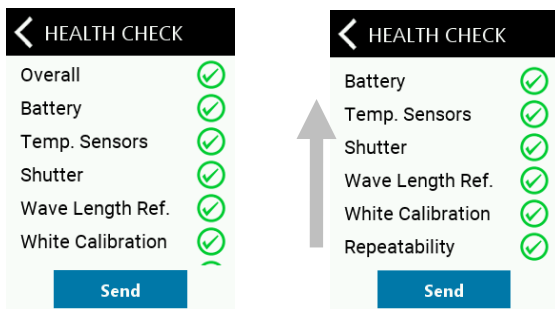 HEALTH CHECK
Overall
Battery
Temp. Sensors
Shutter
Wave Length Ref.
White Calibration
Send
HEALTH CHECK
Battery
Temp. Sensors
Shutter
Wave Length Ref.
White Calibration
Repeatability
Send